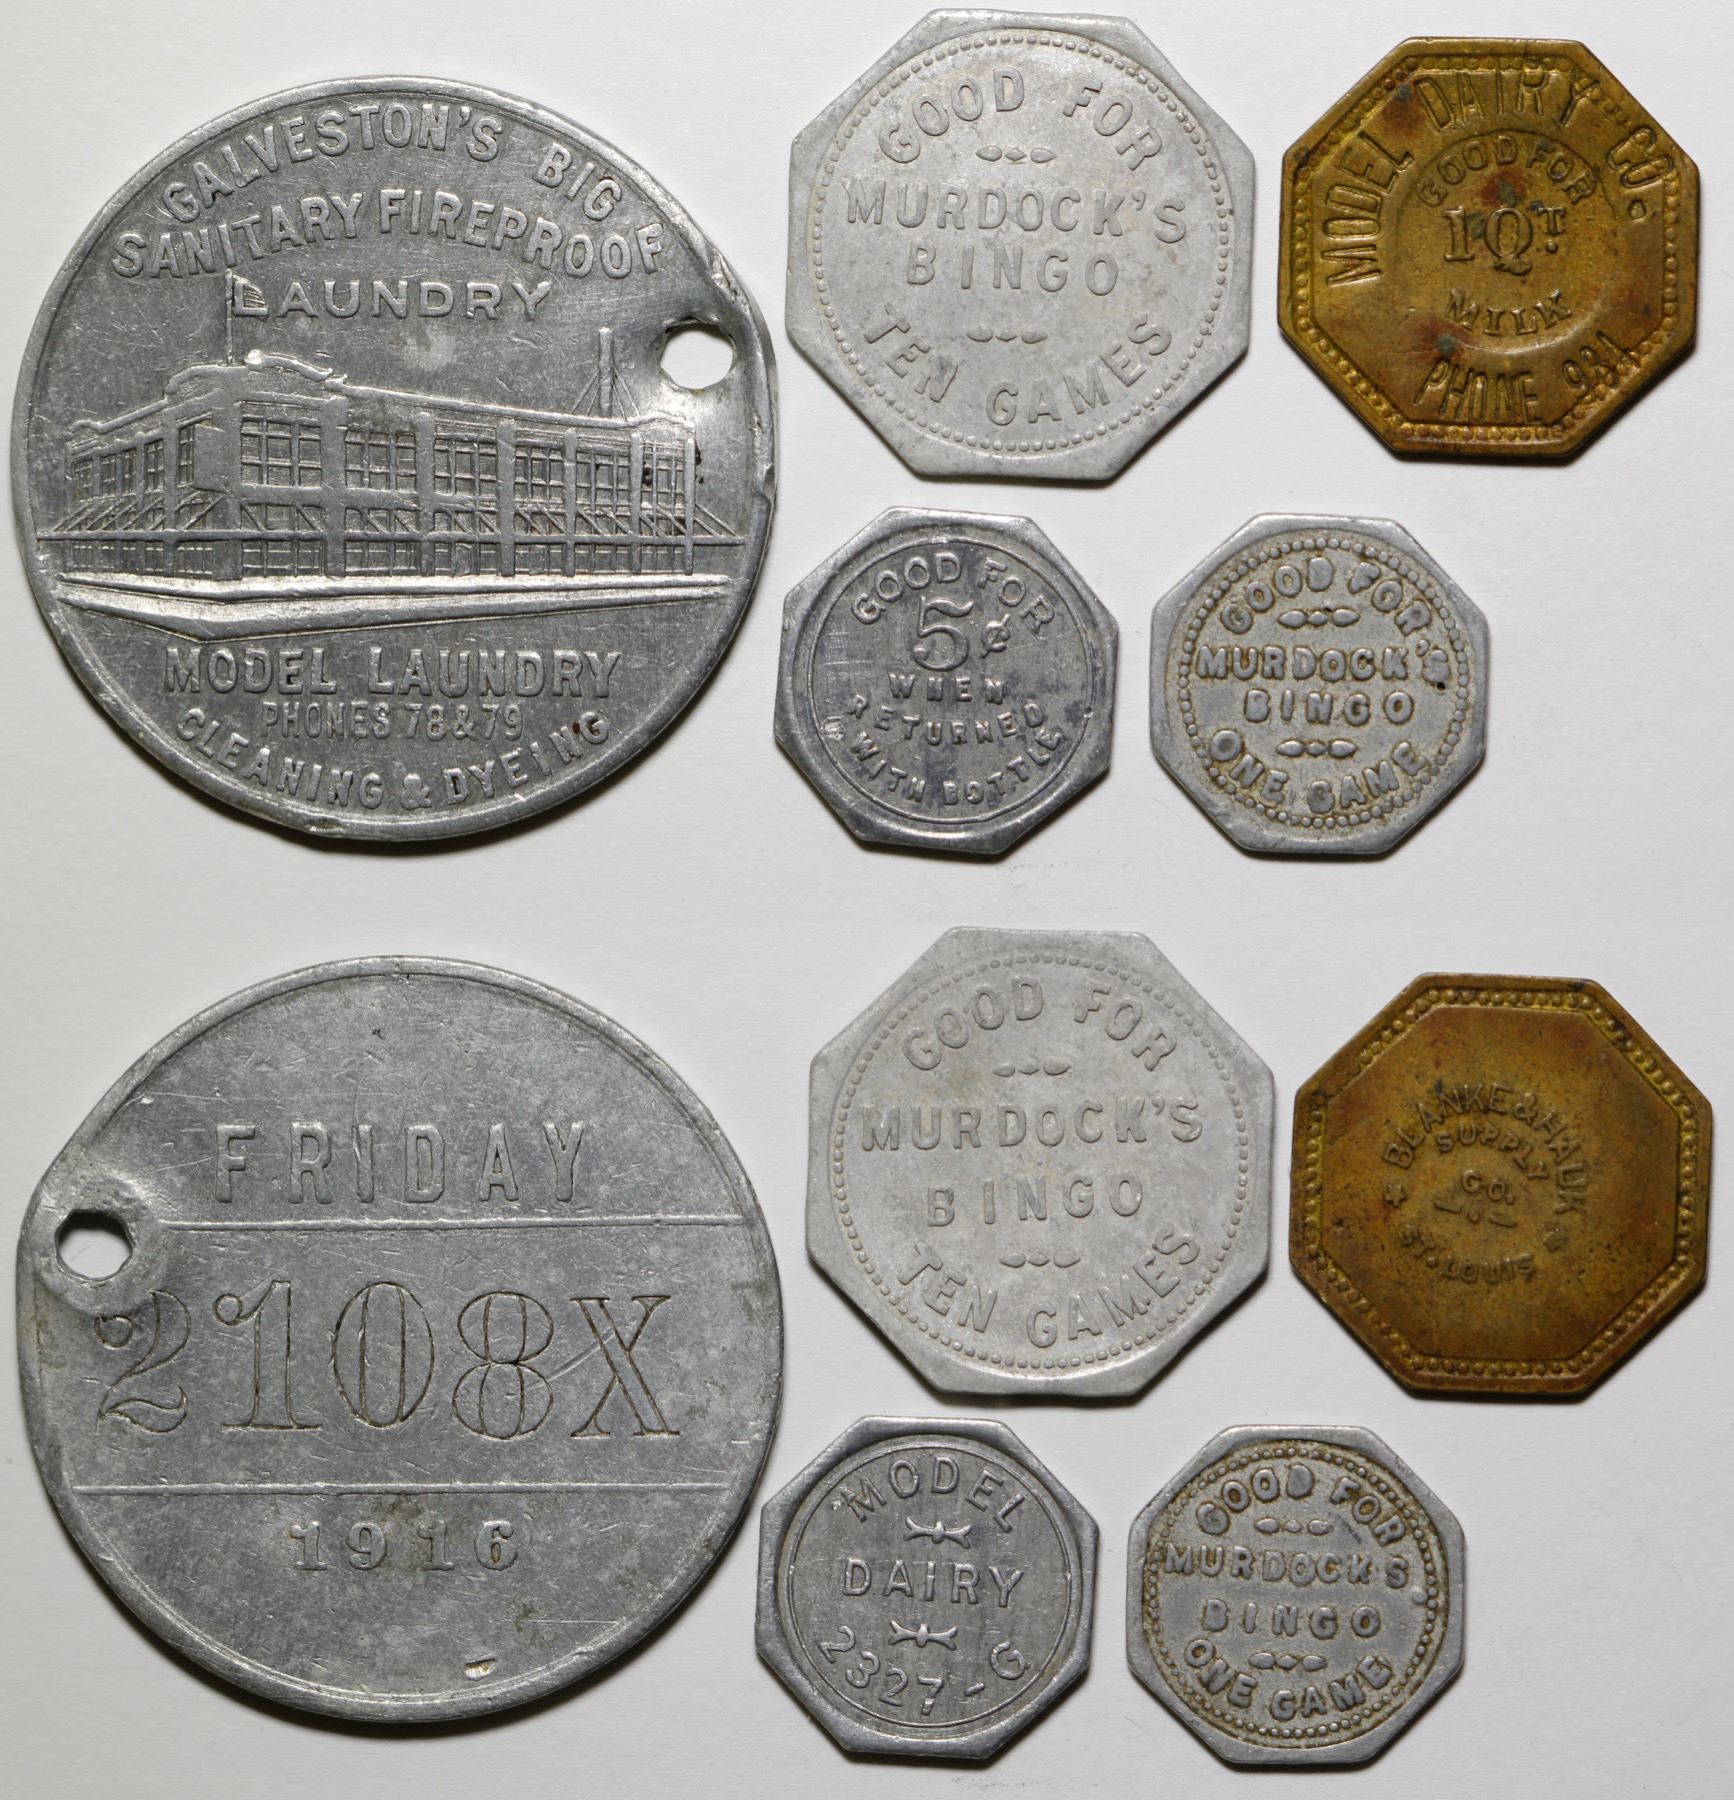 GALVESTON'S BIG
SANITARY FIREPROOF
LAUNDRY
MODEL LAUNDRY
PHONES 78 & 79
CLEANING & DYEING
GOOD FOR
MURDOCK'S
BINGO
TEN GAMES
MODEL DAIRY CO.
GOOD FOR
1 QT.
MILK
PHONE 984
GOOD FOR
5¢
WHEN
RETURNED
WITH BOTTLE
GOOD FOR
MURDOCK'S
BINGO
ONE GAME
FRIDAY
2108X
1916
GOOD FOR
MURDOCK'S
BINGO
TEN GAMES
BLANKE & HAUK
SUPPLY
CO.
ST. LOUIS
MODEL
DAIRY
2327-G
GOOD FOR
MURDOCK'S
BINGO
ONE GAME